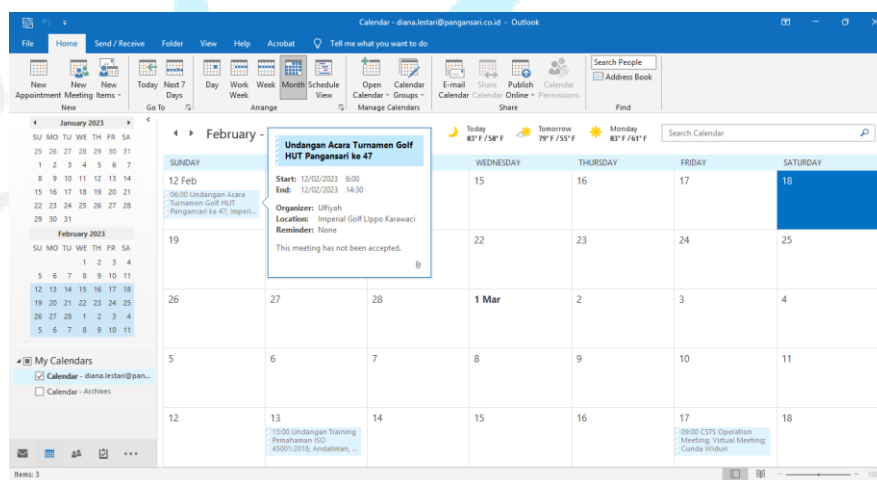 Calendar - diana.lestari@pangansari.co.id - Outlook
File Home Send / Receive Folder View Help Acrobat Tell me what you want to do
New Appointment
New Meeting
New Items
New
Today
Next 7 Days
Go To
Day
Work Week
Week
Month
Schedule View
Arrange
Open Calendar
Calendar Groups
Manage Calendars
E-mail Calendar
Share Calendar
Publish Online
Calendar Permissions
Share
Search People
Address Book
Find
January 2023
SU MO TU WE TH FR SA
25 26 27 28 29 30 31
1 2 3 4 5 6 7
8 9 10 11 12 13 14
15 16 17 18 19 20 21
22 23 24 25 26 27 28
29 30 31
February 2023
SU MO TU WE TH FR SA
1 2 3 4
5 6 7 8 9 10 11
12 13 14 15 16 17 18
19 20 21 22 23 24 25
26 27 28 1 2 3 4
5 6 7 8 9 10 11
My Calendars
Calendar - diana.lestari@pan...
Calendar - Archives
February -
Today
83°F/58°F
Tomorrow
79°F/55°F
Monday
83°F/61°F
Search Calendar
SUNDAY WEDNESDAY THURSDAY FRIDAY SATURDAY
12 Feb 15 16 17 18
06:00 Undangan Acara
Turnamen Golf HUT
Pangansari ke 47; Imperi...
Undangan Acara Turnamen Golf
HUT Pangansari ke 47
Start: 12/02/2023 6:00
End: 12/02/2023 14:30
Organizer: Ulfiyah
Location: Imperial Golf Lippo Karawaci
Reminder: None
This meeting has not been accepted.
19 22 23 24 25
26 27 28 1 Mar 2 3 4
5 6 7 8 9 10 11
12 13 14 15 16 17 18
13:00 Undangan Training
Pemahaman ISO
45001:2018; Andaliman, ...
09:00 CSTS Operation
Meeting; Virtual Meeting;
Cunda Widuri
Items: 3